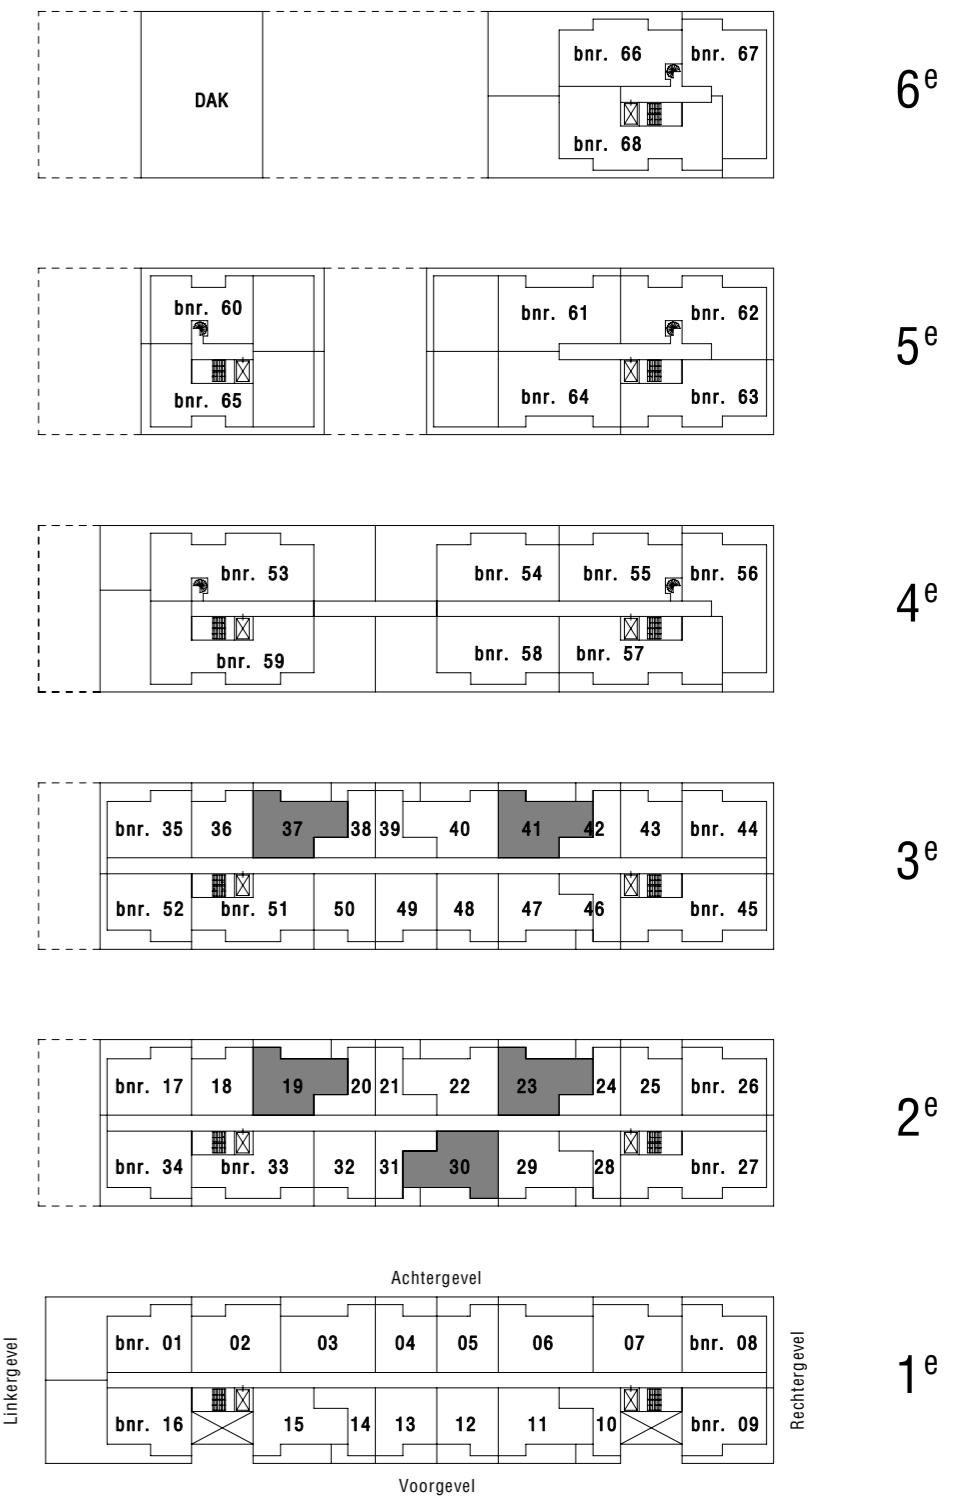 bnr. 66 bnr. 67
6e
DAK
bnr. 68
bnr. 60 bnr. 61 bnr. 62
5e
bnr. 65 bnr. 64 bnr. 63
bnr. 53 bnr. 54 bnr. 55 bnr. 56
4e
bnr. 59 bnr. 58 bnr. 57
bnr. 35 36 37 38 39 40 41 42 43 bnr. 44
3e
bnr. 52 bnr. 51 50 49 48 47 46 bnr. 45
bnr. 17 18 19 20 21 22 23 24 25 bnr. 26
2e
bnr. 34 bnr. 33 32 31 30 29 28 bnr. 27
Achtergevel
bnr. 01 02 03 04 05 06 07 bnr. 08
Linkergevel
Rechtergevel
1e
bnr. 16 15 14 13 12 11 10 bnr. 09
Voorgevel